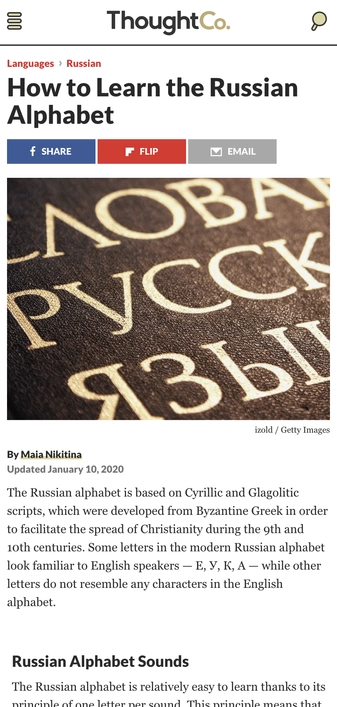 ThoughtCo.
Languages › Russian
How to Learn the Russian
Alphabet
SHARE
FLIP
EMAIL
ЛОВА
РУССК
ЯЗЫ
izold / Getty Images
By Maia Nikitina
Updated January 10, 2020
The Russian alphabet is based on Cyrillic and Glagolitic
scripts, which were developed from Byzantine Greek in order
to facilitate the spread of Christianity during the 9th and
10th centuries. Some letters in the modern Russian alphabet
look familiar to English speakers — Е, У, К, А — while other
letters do not resemble any characters in the English
alphabet.
Russian Alphabet Sounds
The Russian alphabet is relatively easy to learn thanks to its
principle of one letter per sound. This principle means that